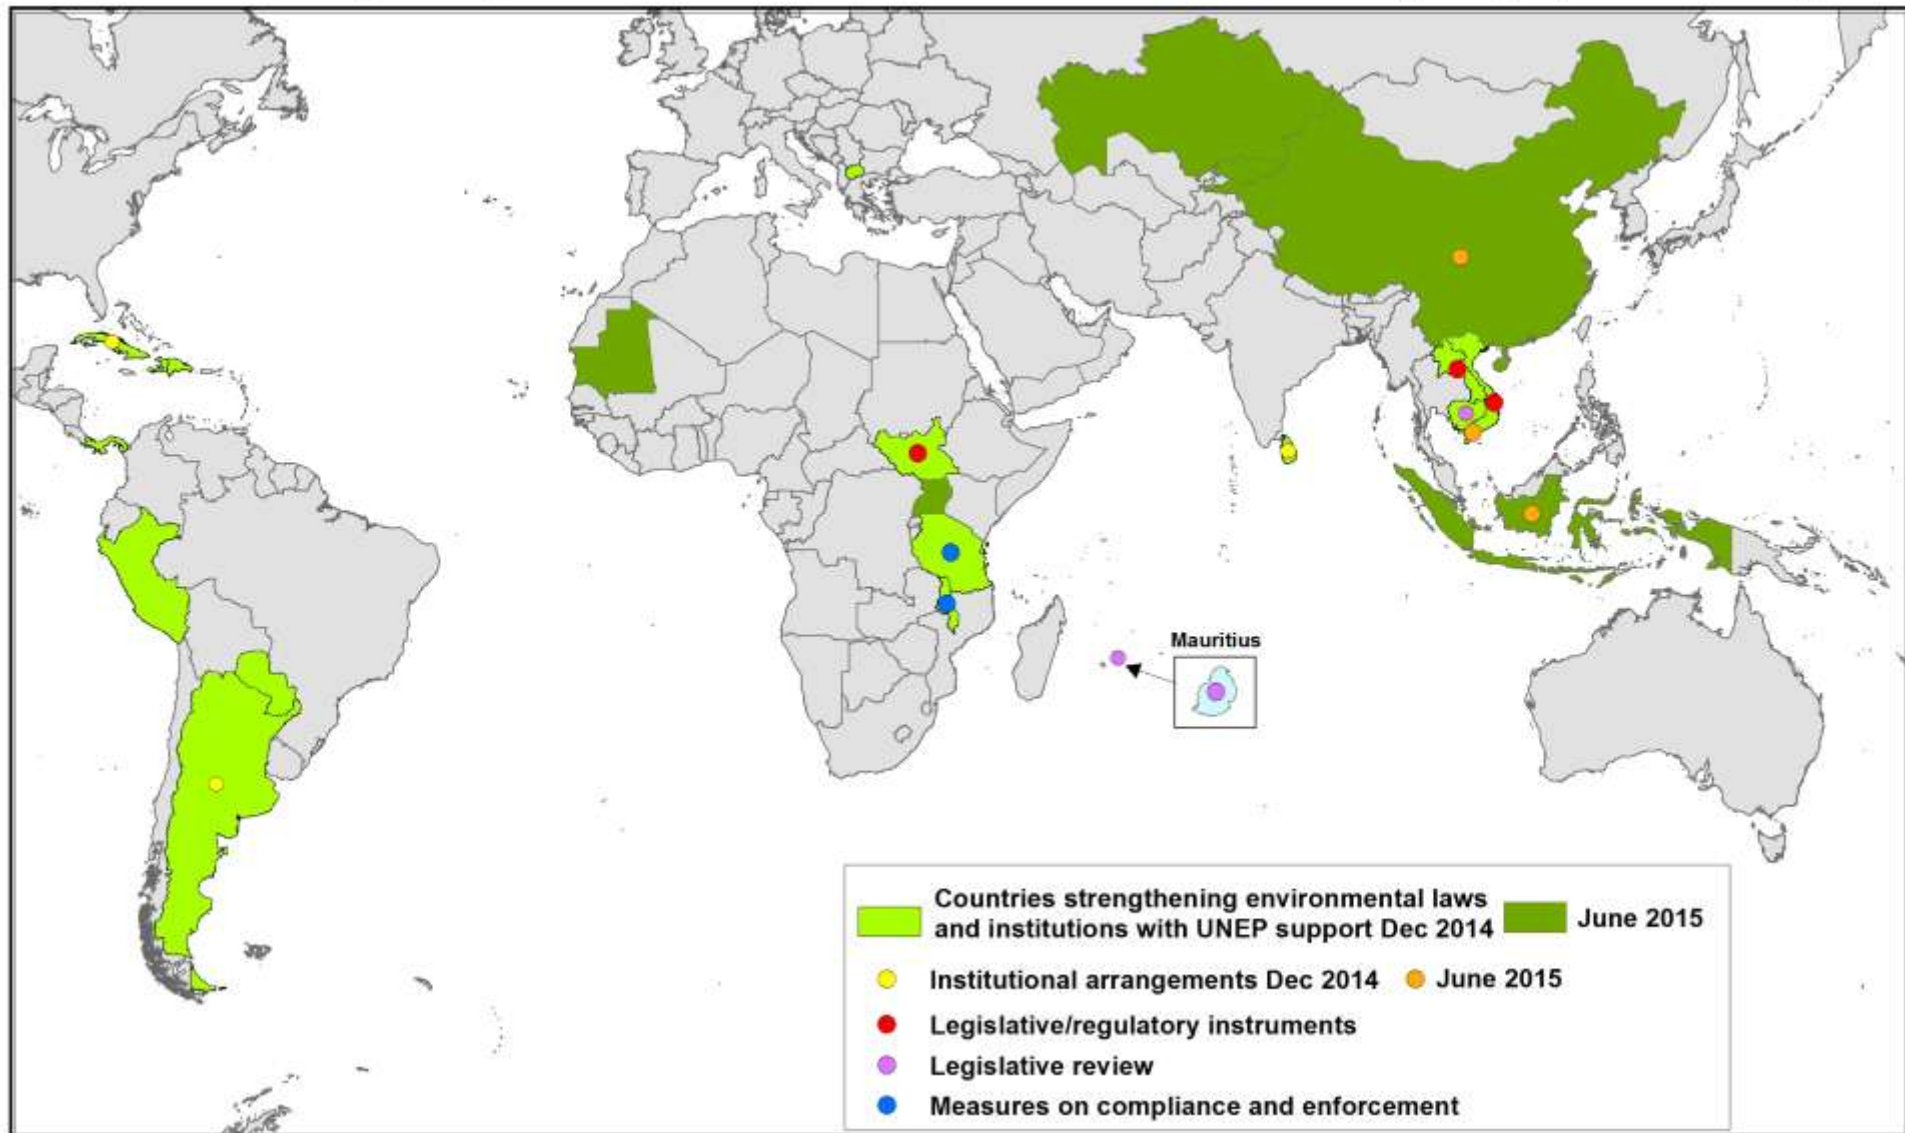 Mauritius
Countries strengthening environmental laws
and institutions with UNEP support Dec 2014
June 2015
Institutional arrangements Dec 2014
June 2015
Legislative/regulatory instruments
Legislative review
Measures on compliance and enforcement